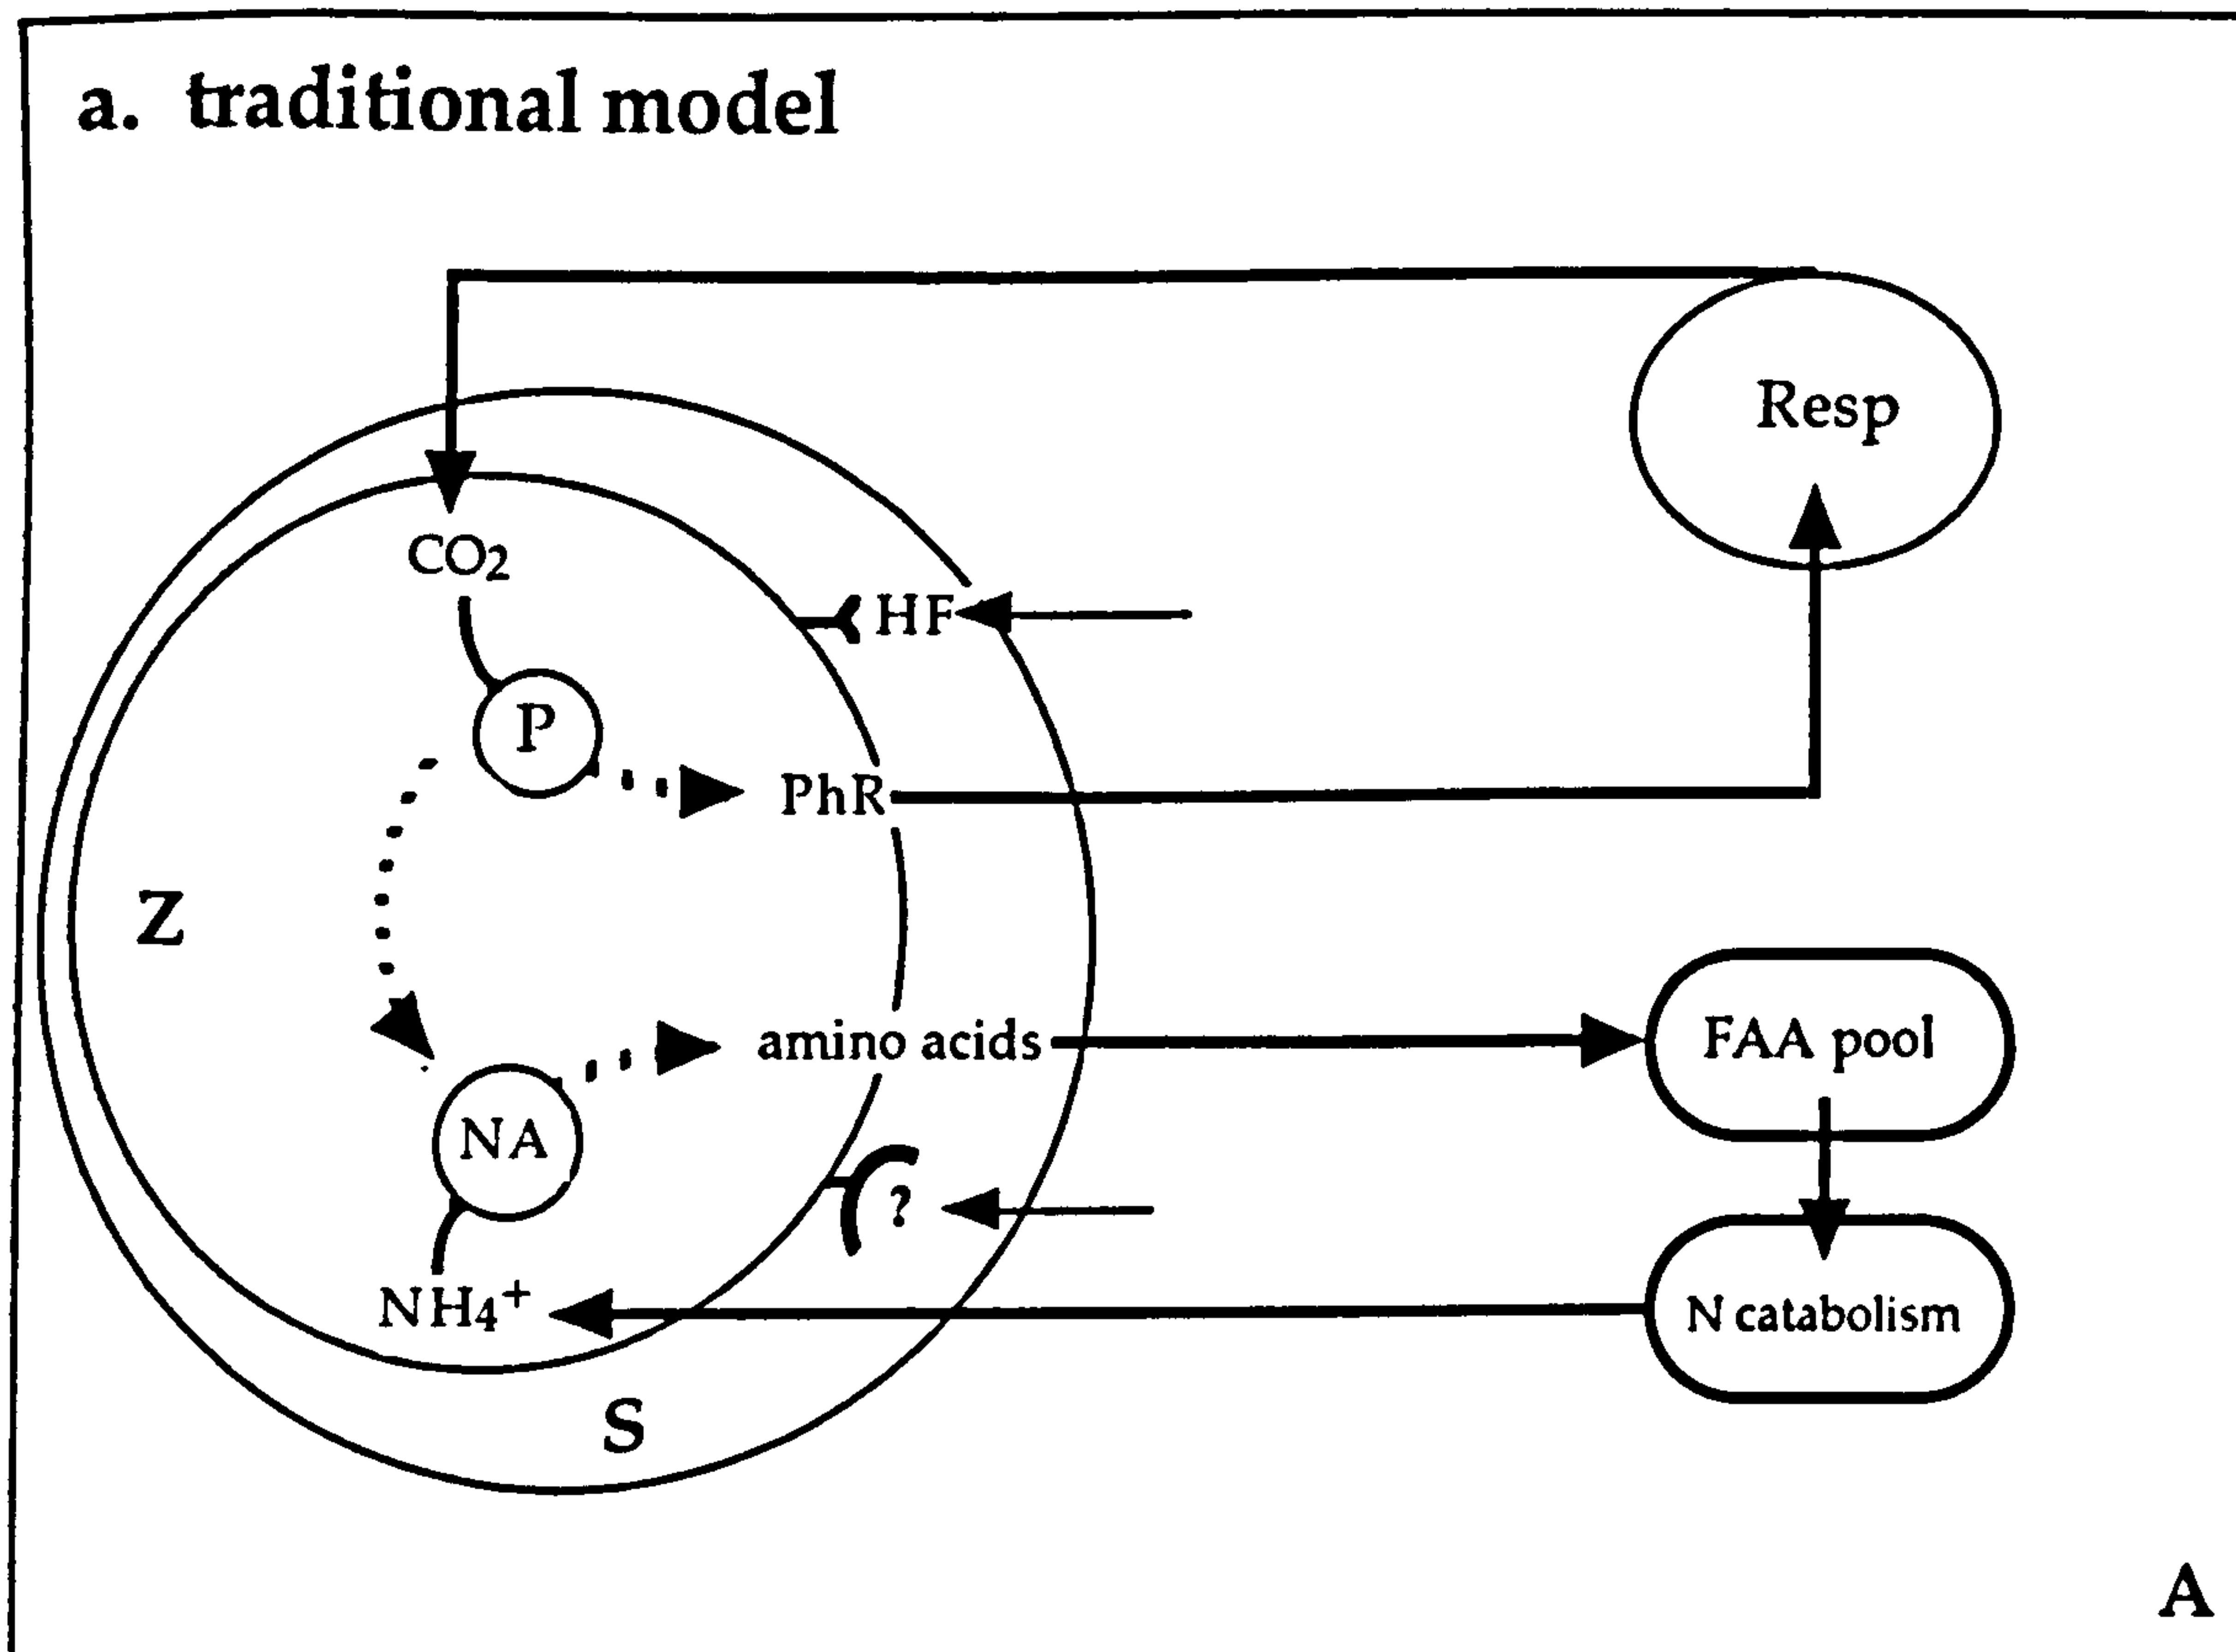 a. traditional model
Resp
CO2
HF
P
PhR
Z
amino acids
FAA pool
NA
?
NH4+
N catabolism
S
A